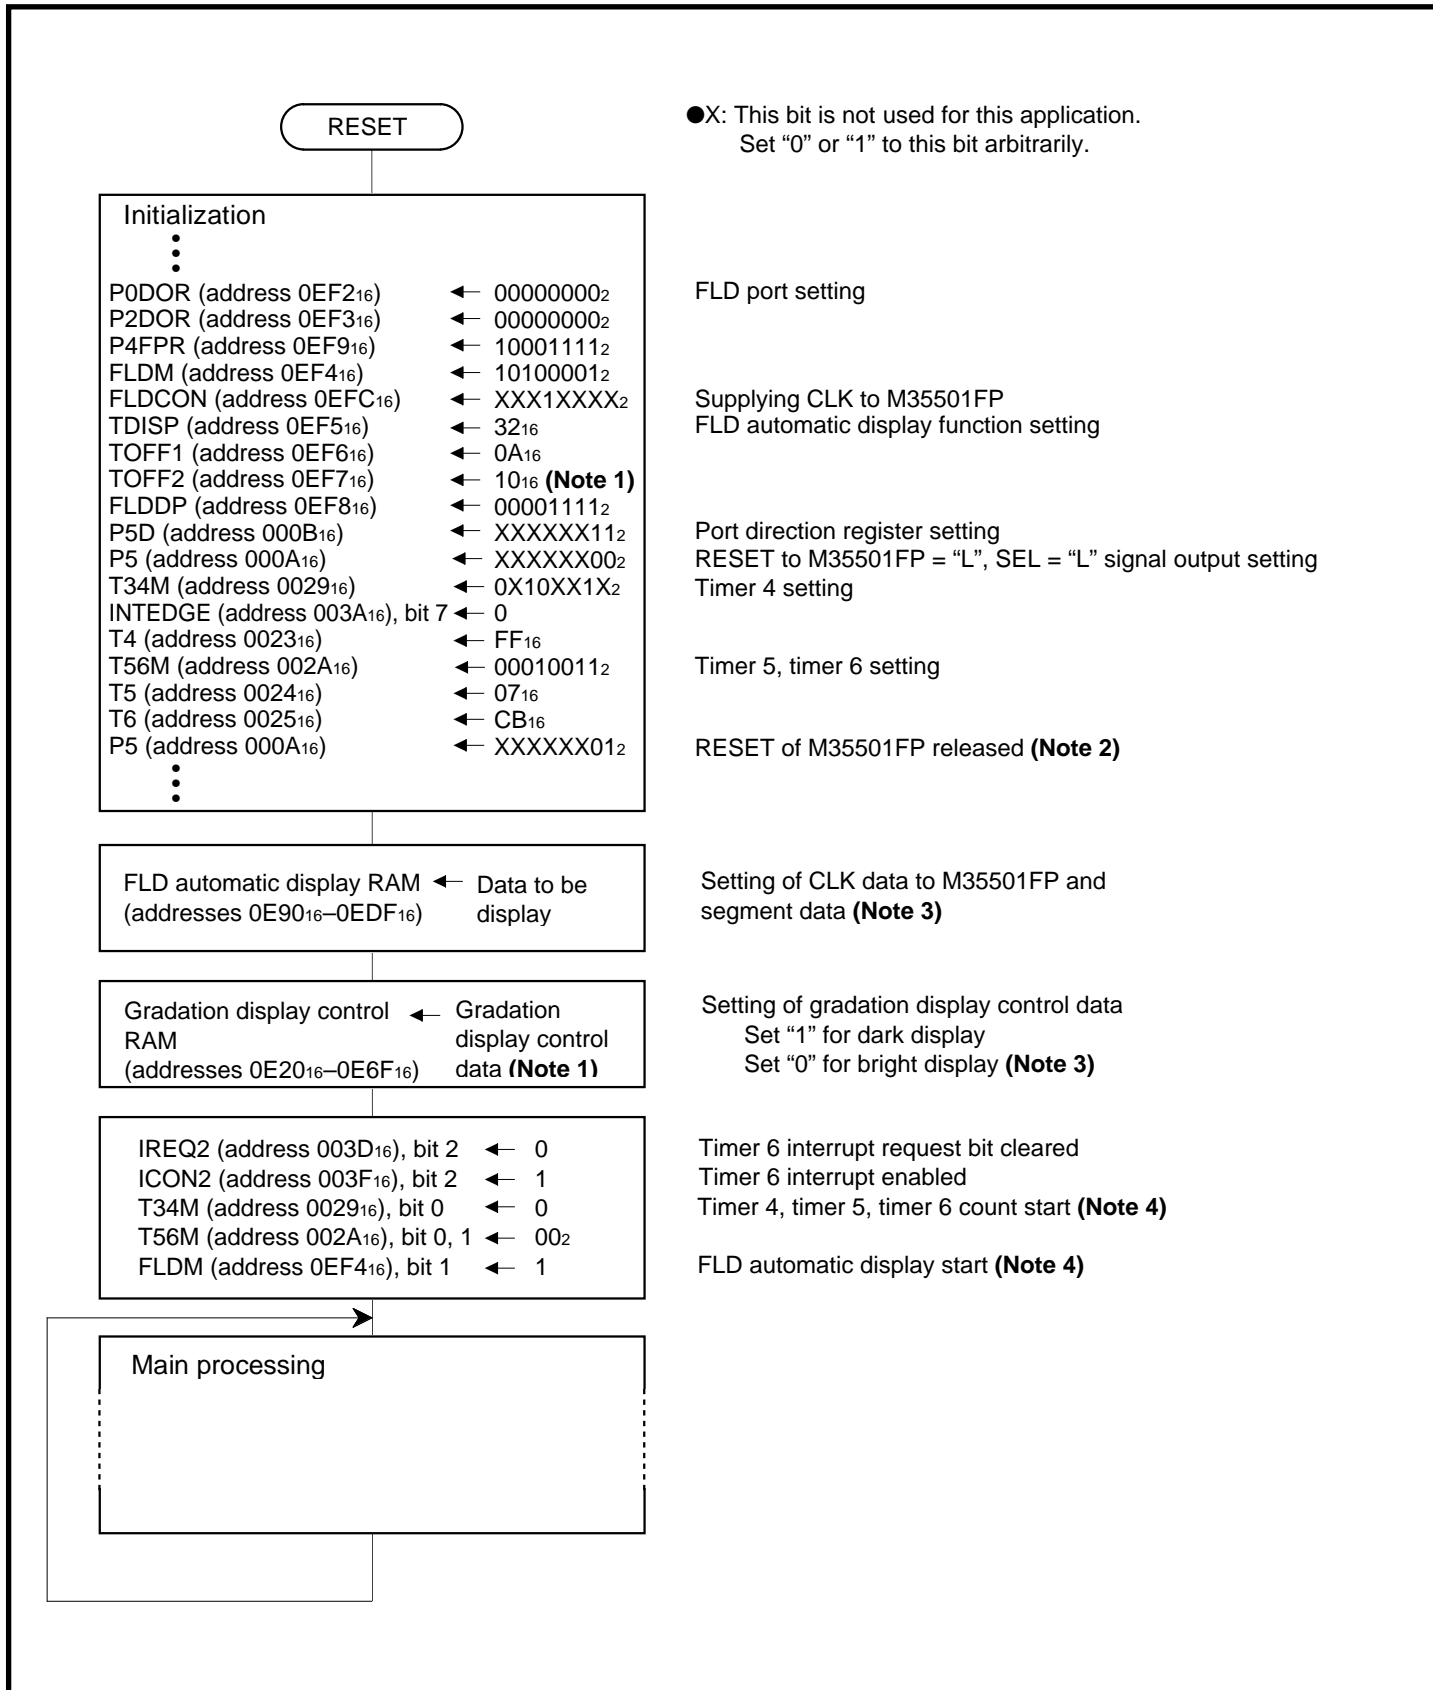 RESET
●X: This bit is not used for this application.
Set “0” or “1” to this bit arbitrarily.
Initialization
P0DOR (address 0EF216) ← 000000002 FLD port setting
P2DOR (address 0EF316) ← 000000002
P4FPR (address 0EF916) ← 100011112
FLDM (address 0EF416) ← 101000012
FLDCON (address 0EFC16) ← XXX1XXXX2 Supplying CLK to M35501FP
TDISP (address 0EF516) ← 3216 FLD automatic display function setting
TOFF1 (address 0EF616) ← 0A16
TOFF2 (address 0EF716) ← 1016 (Note 1)
FLDDP (address 0EF816) ← 000011112
P5D (address 000B16) ← XXXXXX112 Port direction register setting
P5 (address 000A16) ← XXXXXX002 RESET to M35501FP = “L”, SEL = “L” signal output setting
T34M (address 002916) ← 0X10XX1X2 Timer 4 setting
INTEDGE (address 003A16), bit 7 ← 0
T4 (address 002316) ← FF16
T56M (address 002A16) ← 000100112 Timer 5, timer 6 setting
T5 (address 002416) ← 0716
T6 (address 002516) ← CB16
P5 (address 000A16) ← XXXXXX012 RESET of M35501FP released (Note 2)
FLD automatic display RAM ← Data to be
(addresses 0E9016–0EDF16) display
Setting of CLK data to M35501FP and
segment data (Note 3)
Gradation display control ← Gradation
RAM display control
(addresses 0E2016–0E6F16) data (Note 1)
Setting of gradation display control data
Set “1” for dark display
Set “0” for bright display (Note 3)
IREQ2 (address 003D16), bit 2 ← 0 Timer 6 interrupt request bit cleared
ICON2 (address 003F16), bit 2 ← 1 Timer 6 interrupt enabled
T34M (address 002916), bit 0 ← 0 Timer 4, timer 5, timer 6 count start (Note 4)
T56M (address 002A16), bit 0, 1 ← 002
FLDM (address 0EF416), bit 1 ← 1 FLD automatic display start (Note 4)
Main processing